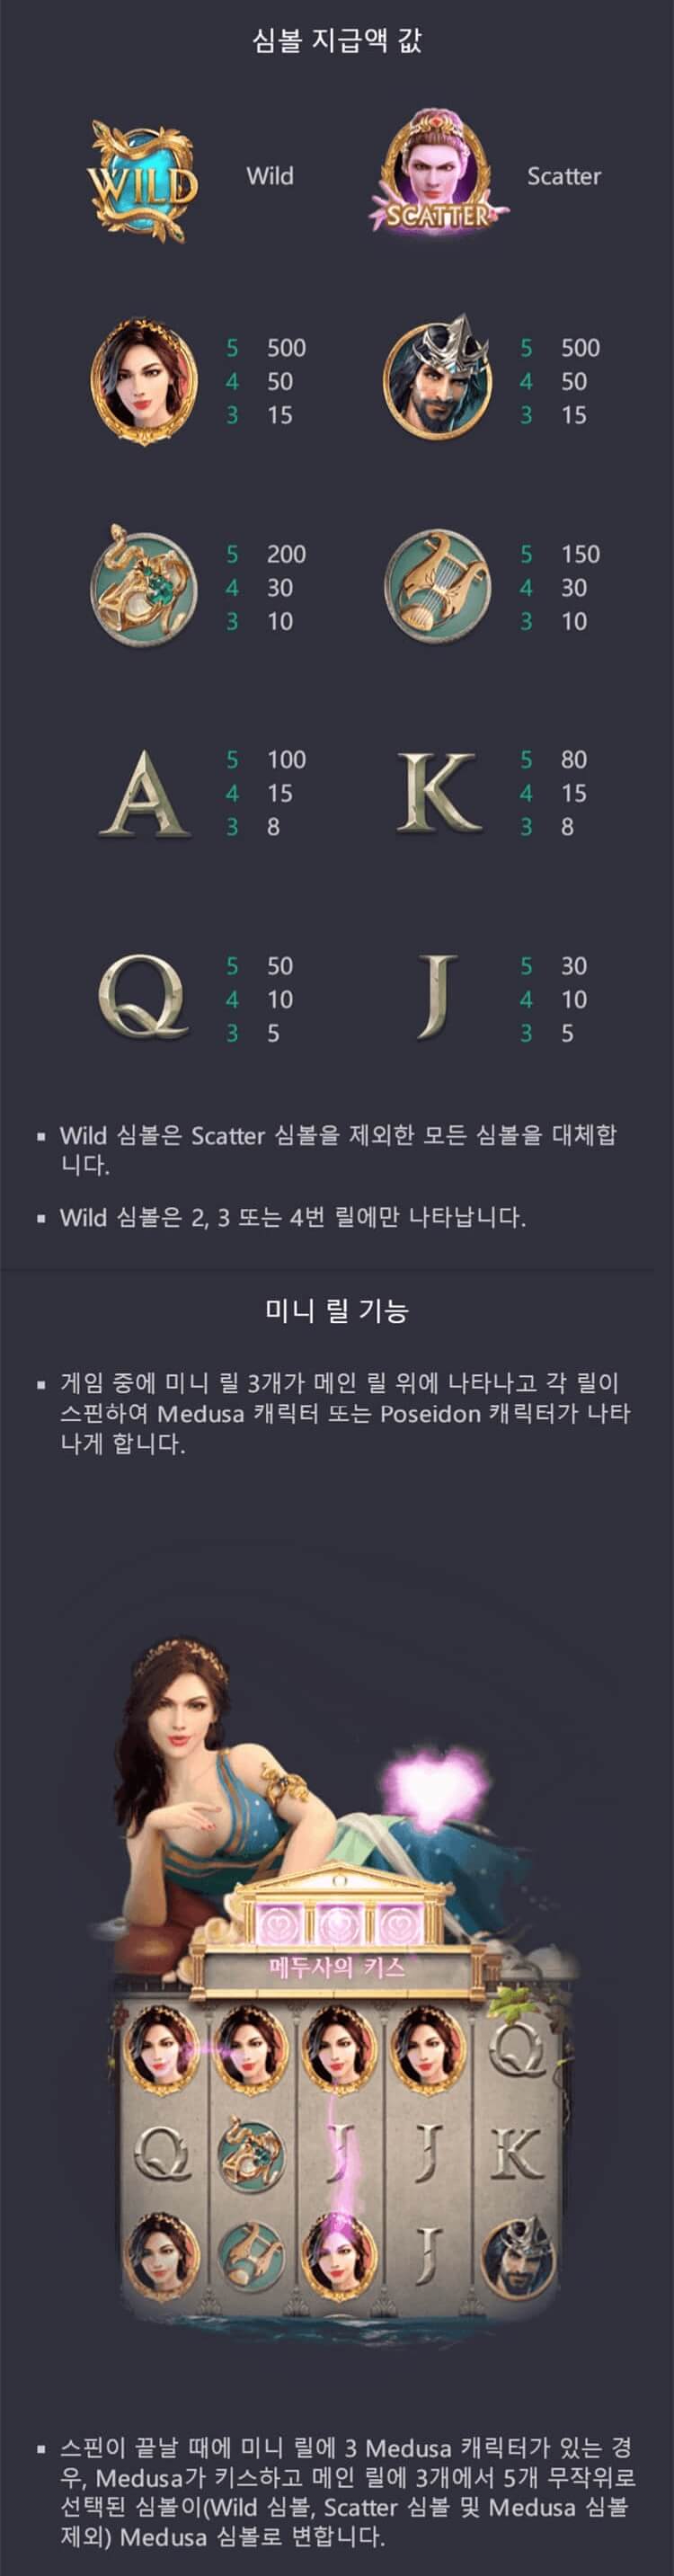 심볼 지급액 값
WILD
Wild
SCATTER
Scatter
5 500
4 50
3 15
5 500
4 50
3 15
5 200
4 30
3 10
5 150
4 30
3 10
A
5 100
4 15
3 8
K
5 80
4 15
3 8
Q
5 50
4 10
3 5
J
5 30
4 10
3 5
▪ Wild 심볼은 Scatter 심볼을 제외한 모든 심볼을 대체합
니다.
▪ Wild 심볼은 2, 3 또는 4번 릴에만 나타납니다.
미니 릴 기능
▪ 게임 중에 미니 릴 3개가 메인 릴 위에 나타나고 각 릴이
스핀하여 Medusa 캐릭터 또는 Poseidon 캐릭터가 나타
나게 합니다.
메두사의 키스
Q
Q J J K
J
▪ 스핀이 끝날 때에 미니 릴에 3 Medusa 캐릭터가 있는 경
우, Medusa가 키스하고 메인 릴에 3개에서 5개 무작위로
선택된 심볼이(Wild 심볼, Scatter 심볼 및 Medusa 심볼
제외) Medusa 심볼로 변합니다.